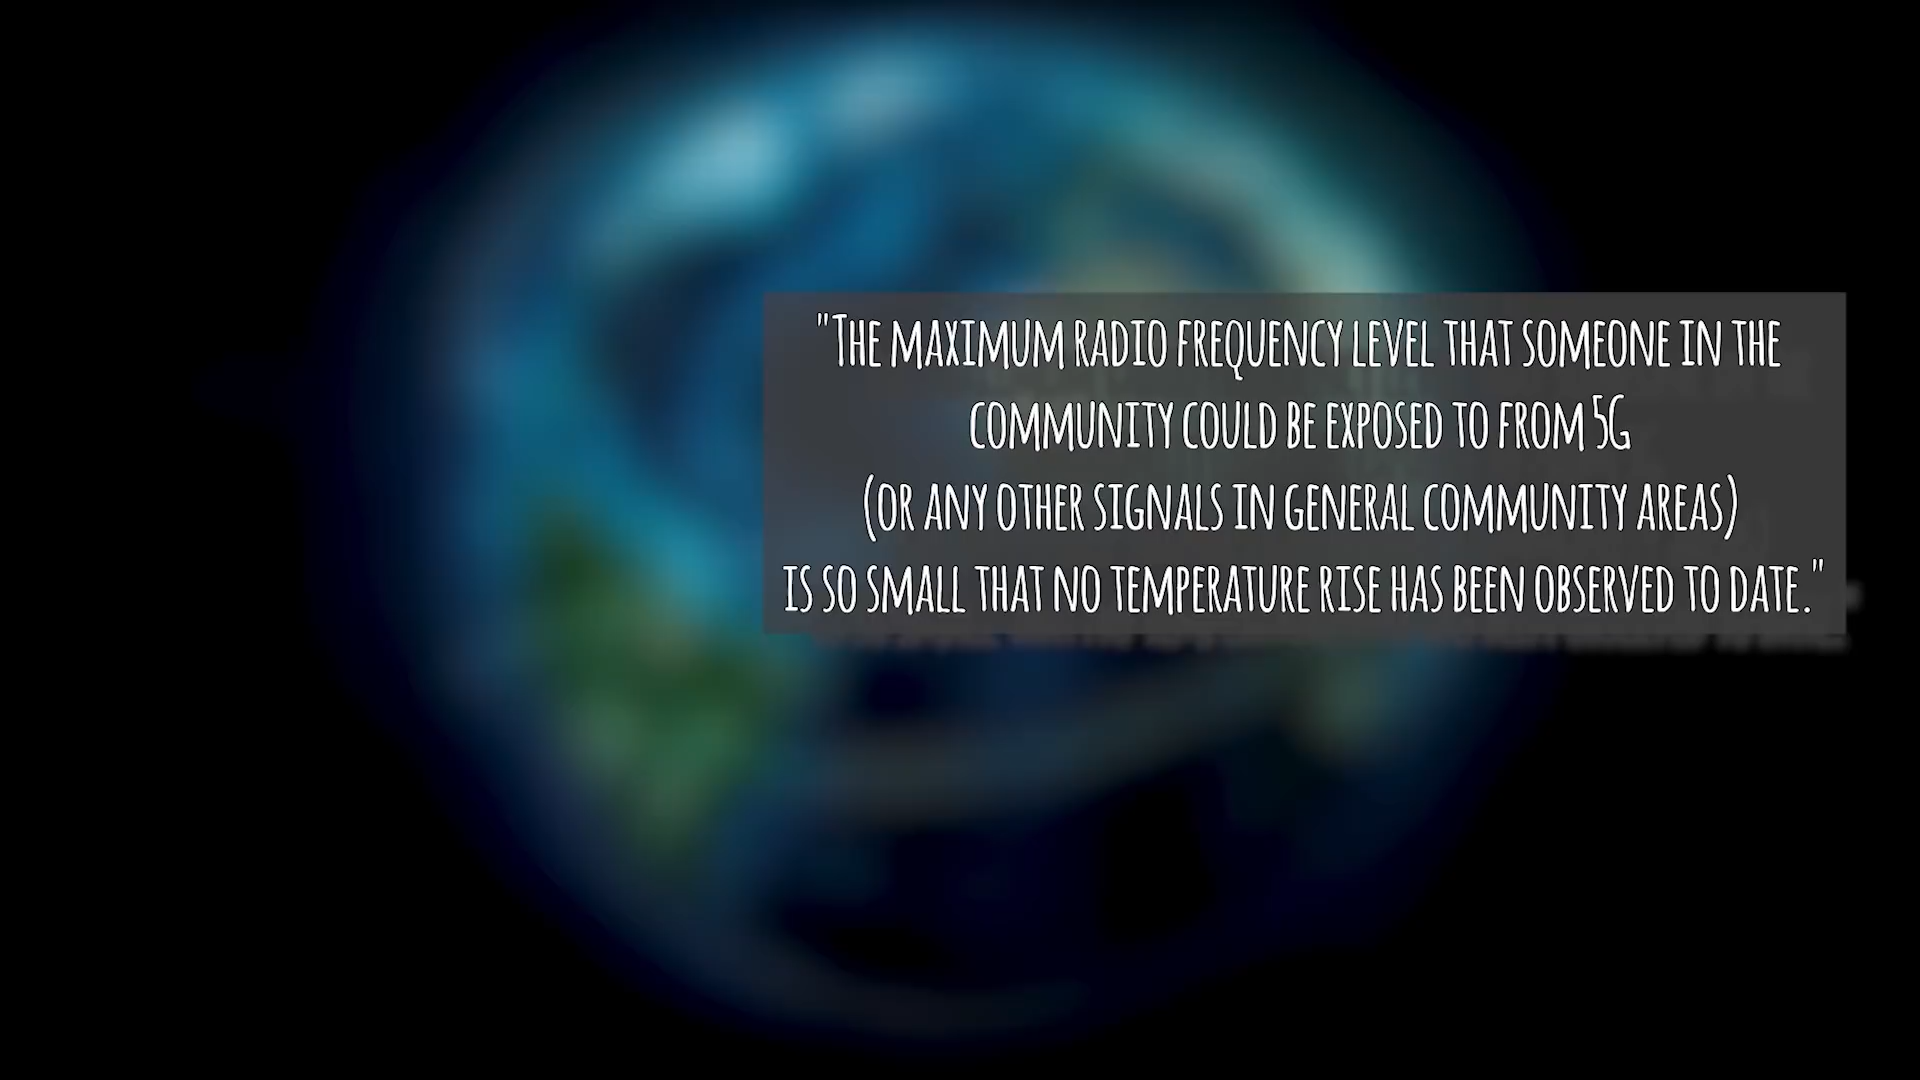 "The maximum radio frequency level that someone in the
community could be exposed to from 5G
(or any other signals in general community areas)
is so small that no temperature rise has been observed to date."